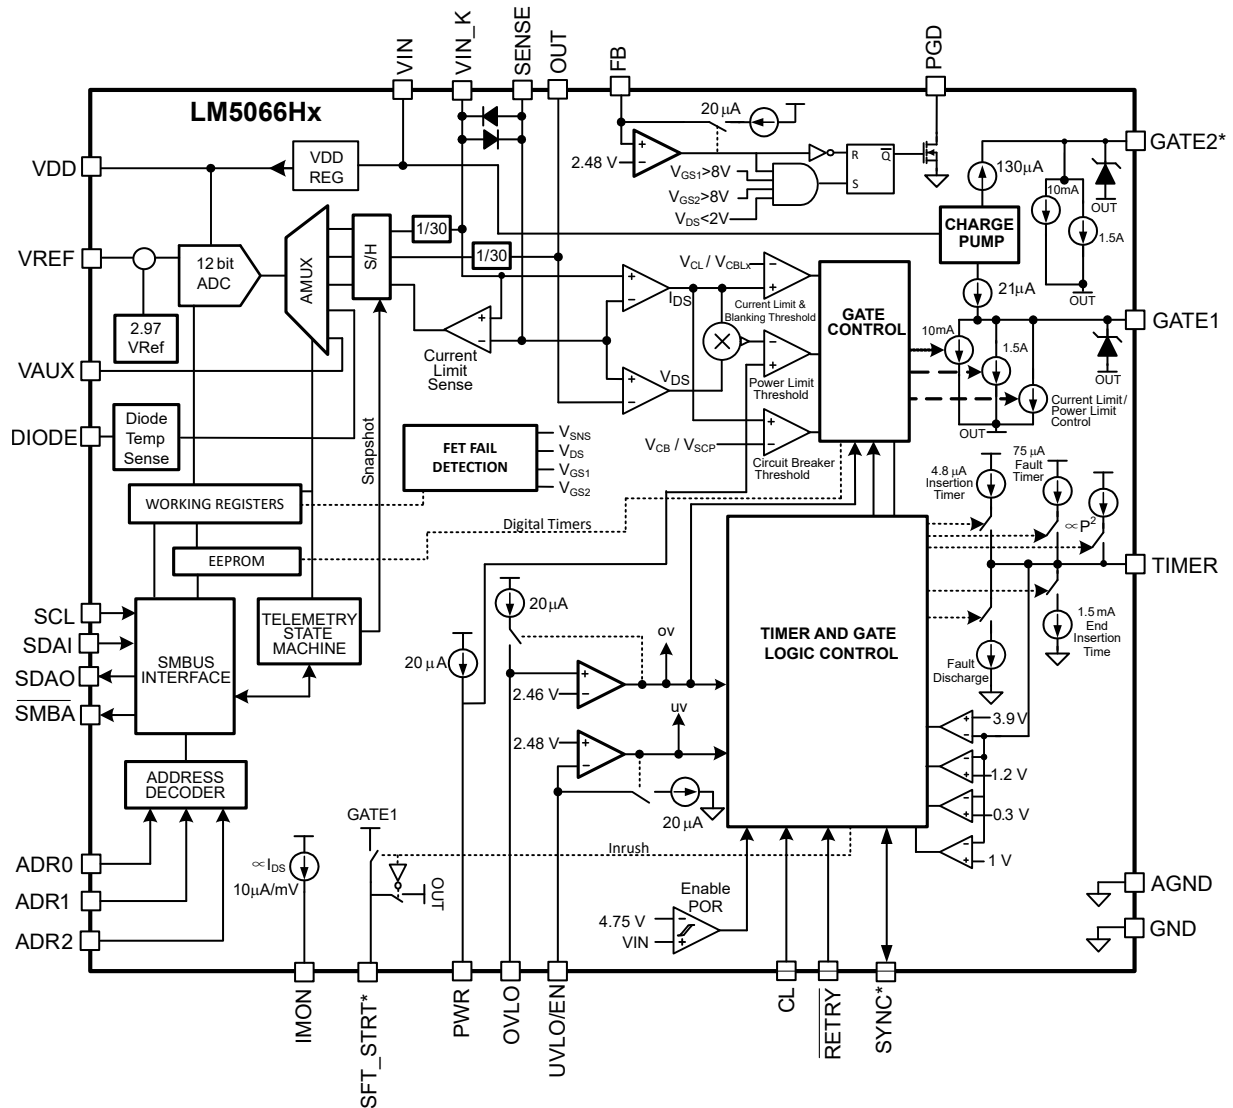 VIN
VIN_K
SENSE
OUT
FB
PGD
LM5066Hx
20 μA
2.48 V
VGS1>8V
VGS2>8V
VDS<2V
R
S
Q̅
GATE2*
130μA
10mA
OUT
1.5A
OUT
VDD
VDD
REG
CHARGE
PUMP
21μA
VREF
12 bit
ADC
AMUX
S/H
1/30
1/30
2.97
VRef
VAUX
Current
Limit
Sense
IDS
VDS
VCL / VCBLx
Current Limit &
Blanking Threshold
Power Limit
Threshold
VCB / VSCP
Circuit Breaker
Threshold
GATE
CONTROL
GATE1
10mA
1.5A
OUT
OUT
Current Limit/
Power Limit
Control
DIODE
Diode
Temp
Sense
Snapshot
FET FAIL
DETECTION
VSNS
VDS
VGS1
VGS2
WORKING REGISTERS
EEPROM
Digital Timers
4.8 μA
Insertion
Timer
75 μA
Fault
Timer
∝P²
TIMER
SCL
SDAI
SDAO
S̅M̅B̅A̅
SMBUS
INTERFACE
TELEMETRY
STATE
MACHINE
20 μA
20 μA
2.46 V
ov
2.48 V
uv
20 μA
TIMER AND GATE
LOGIC CONTROL
Fault
Discharge
1.5 mA
End
Insertion
Time
3.9 V
1.2 V
0.3 V
1 V
ADDRESS
DECODER
ADR0
ADR1
ADR2
∝IDS
10μA/mV
GATE1
OUT
Inrush
Enable
POR
4.75 V
VIN
AGND
GND
IMON
SFT_STRT*
PWR
OVLO
UVLO/EN
CL
R̅E̅T̅R̅Y̅
SYNC*